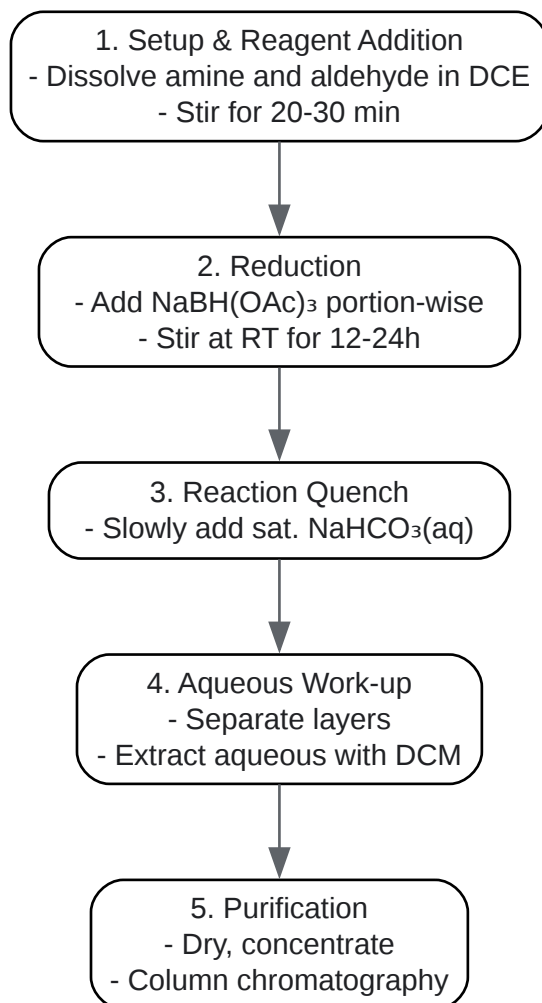 1. Setup & Reagent Addition
- Dissolve amine and aldehyde in DCE
- Stir for 20-30 min
2. Reduction
- Add NaBH(OAc)₃ portion-wise
- Stir at RT for 12-24h
3. Reaction Quench
- Slowly add sat. NaHCO₃(aq)
4. Aqueous Work-up
- Separate layers
- Extract aqueous with DCM
5. Purification
- Dry, concentrate
- Column chromatography